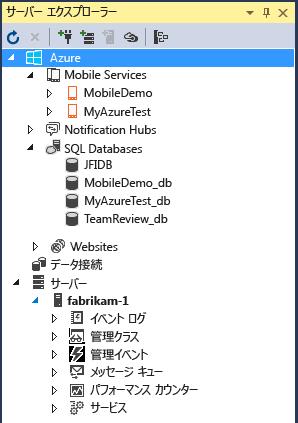 サーバー エクスプローラー
Azure
Mobile Services
MobileDemo
MyAzureTest
Notification Hubs
SQL Databases
JFIDB
MobileDemo_db
MyAzureTest_db
TeamReview_db
Websites
データ接続
サーバー
fabrikam-1
イベント ログ
管理クラス
管理イベント
メッセージ キュー
パフォーマンス カウンター
サービス